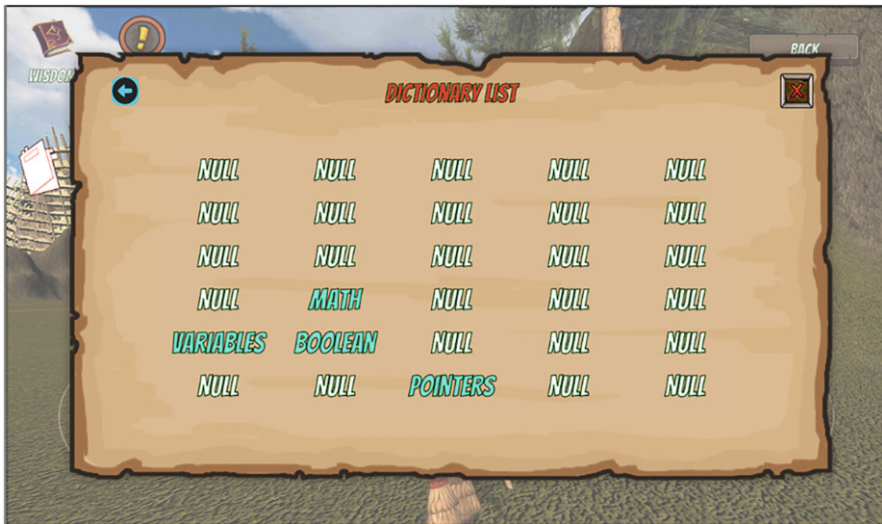 BACK
WISDOM
DICTIONARY LIST
X
NULL NULL NULL NULL NULL
NULL NULL NULL NULL NULL
NULL NULL NULL NULL NULL
NULL MATH NULL NULL NULL
VARIABLES BOOLEAN NULL NULL NULL
NULL NULL POINTERS NULL NULL